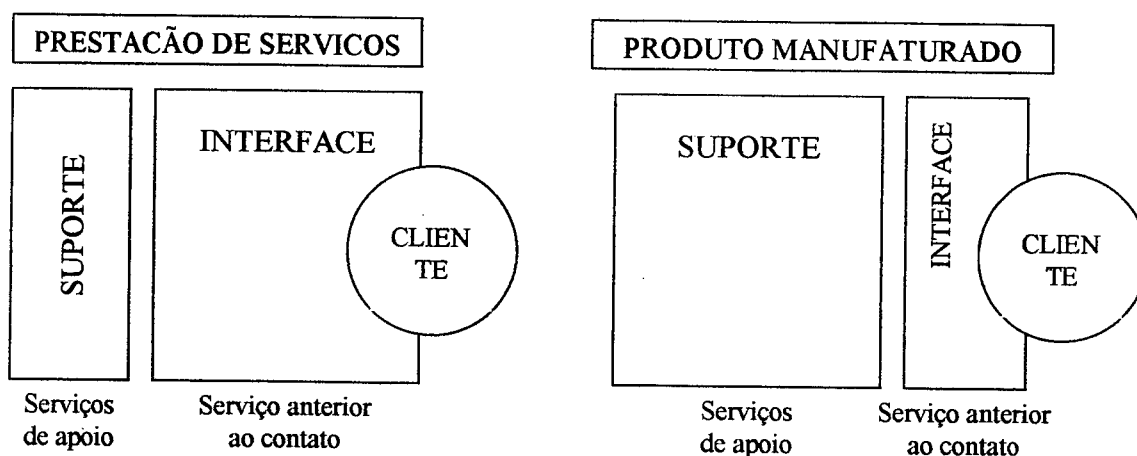 PRESTACÃO DE SERVICOS
SUPORTE
INTERFACE
CLIEN
TE
Serviços
de apoio
Serviço anterior
ao contato
PRODUTO MANUFATURADO
SUPORTE
INTERFACE
CLIEN
TE
Serviços
de apoio
Serviço anterior
ao contato